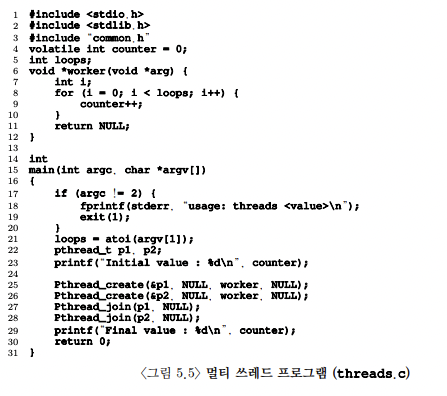 1 #include <stdio.h>
2 #include <stdlib.h>
3 #include "common.h"
4 volatile int counter = 0;
5 int loops;
6 void *worker(void *arg) {
7 int i;
8 for (i = 0; i < loops; i++) {
9 counter++;
10 }
11 return NULL;
12 }
13
14 int
15 main(int argc, char *argv[])
16 {
17 if (argc != 2) {
18 fprintf(stderr, "usage: threads <value>\n");
19 exit(1);
20 }
21 loops = atoi(argv[1]);
22 pthread_t p1, p2;
23 printf("Initial value : %d\n", counter);
24
25 Pthread_create(&p1, NULL, worker, NULL);
26 Pthread_create(&p2, NULL, worker, NULL);
27 Pthread_join(p1, NULL);
28 Pthread_join(p2, NULL);
29 printf("Final value : %d\n", counter);
30 return 0;
31 }
<그림 5.5> 멀티 쓰레드 프로그램 (threads.c)